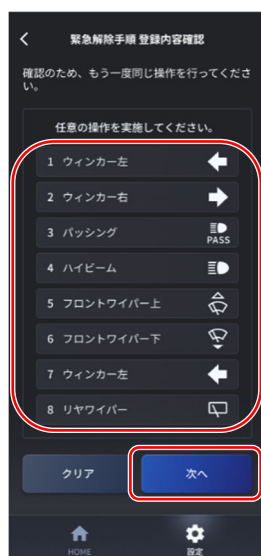 緊急解除手順 登録内容確認
確認のため、もう一度同じ操作を行ってくださ
い。
任意の操作を実施してください。
1 ウィンカー左
2 ウィンカー右
3 パッシング
PASS
4 ハイビーム
5 フロントワイパー上
6 フロントワイパー下
7 ウィンカー左
8 リヤワイパー
クリア
次へ
HOME
設定